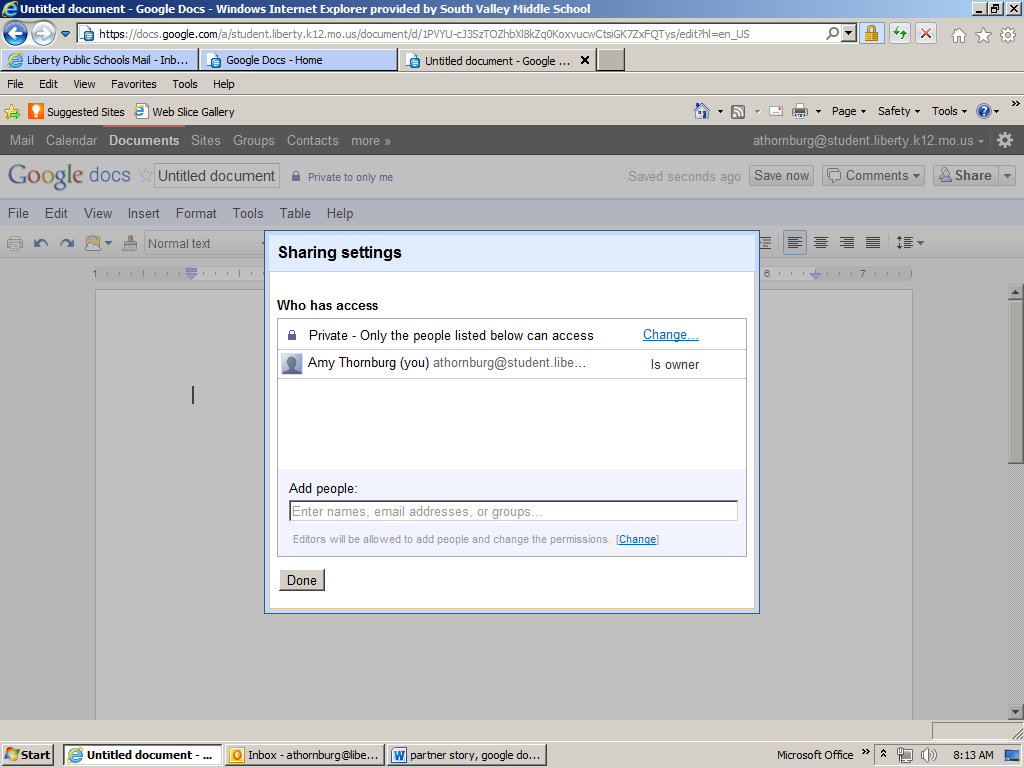 Untitled document - Google Docs - Windows Internet Explorer provided by South Valley Middle School
https://docs.google.com/a/student.liberty.k12.mo.us/document/d/1PVYU-cJ3SzTOZhbXl8kZq0KoxvucwCtsiGK7ZxFQTys/edit?hl=en_US
Liberty Public Schools Mail - Inb... Google Docs - Home Untitled document - Google ...
File Edit View Favorites Tools Help
Suggested Sites Web Slice Gallery Page Safety Tools »
Mail Calendar Documents Sites Groups Contacts more » athornburg@student.liberty.k12.mo.us
Google docs Untitled document Private to only me Saved seconds ago Save now Comments Share
File Edit View Insert Format Tools Table Help
Normal text
1 6 7
Sharing settings
Who has access
Private - Only the people listed below can access Change...
Amy Thornburg (you) athornburg@student.libe... Is owner
Add people:
Enter names, email addresses, or groups...
Editors will be allowed to add people and change the permissions. [Change]
Done
Start Untitled document - ... Inbox - athornburg@libe... partner story, google do... Microsoft Office » 8:13 AM